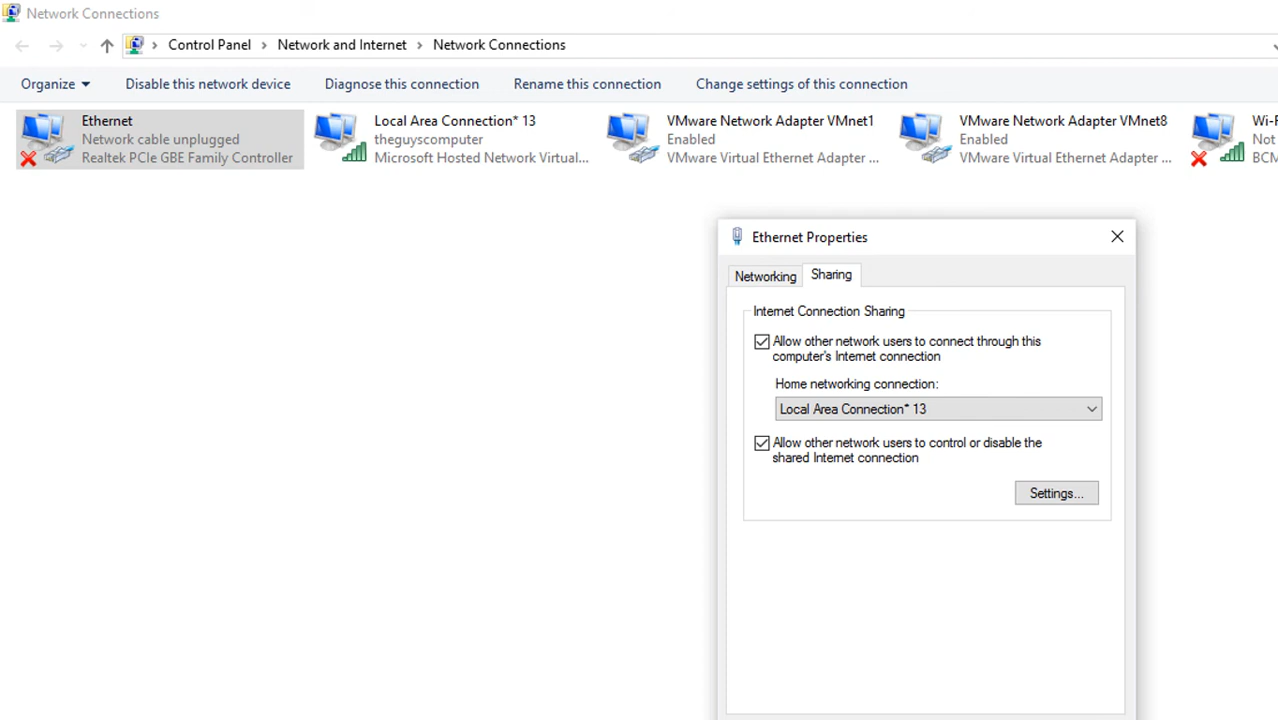 Network Connections
Control Panel > Network and Internet > Network Connections
Organize
Disable this network device
Diagnose this connection
Rename this connection
Change settings of this connection
Ethernet
Network cable unplugged
Realtek PCIe GBE Family Controller
Local Area Connection* 13
theguyscomputer
Microsoft Hosted Network Virtual...
VMware Network Adapter VMnet1
Enabled
VMware Virtual Ethernet Adapter ...
VMware Network Adapter VMnet8
Enabled
VMware Virtual Ethernet Adapter ...
Wi-F
Not
BCM
Ethernet Properties
Networking
Sharing
Internet Connection Sharing
Allow other network users to connect through this
computer's Internet connection
Home networking connection:
Local Area Connection* 13
Allow other network users to control or disable the
shared Internet connection
Settings...